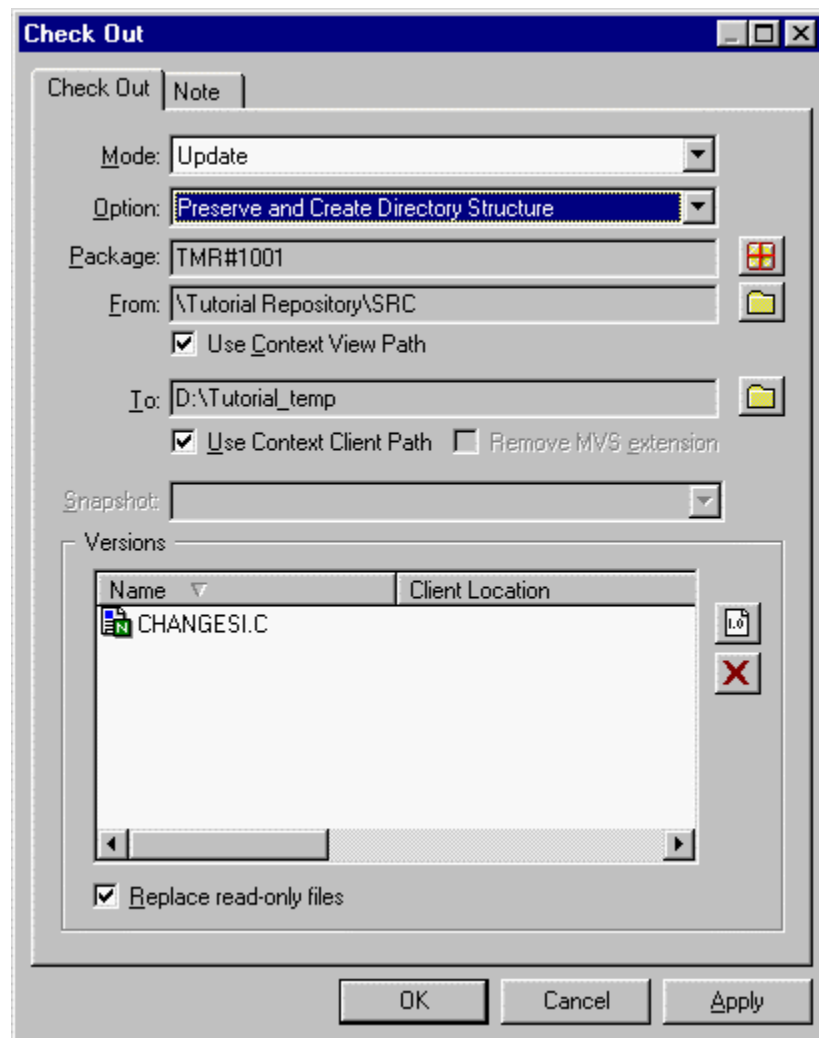 Check Out
Check Out Note
Mode: Update
Option: Preserve and Create Directory Structure
Package: TMR#1001
From: \Tutorial Repository\SRC
Use Context View Path
To: D:\Tutorial_temp
Use Context Client Path Remove MVS extension
Snapshot:
Versions
Name Client Location
N CHANGESI.C
1.0
Replace read-only files
OK Cancel Apply